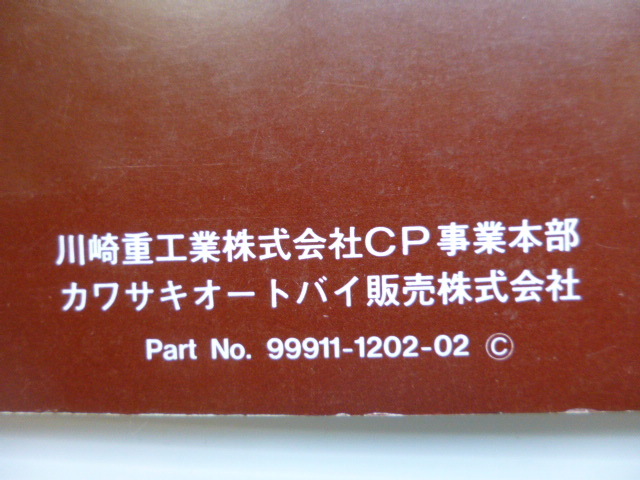 川崎重工業株式会社CP事業本部
カワサキオートバイ販売株式会社
Part No. 99911-1202-02 ©